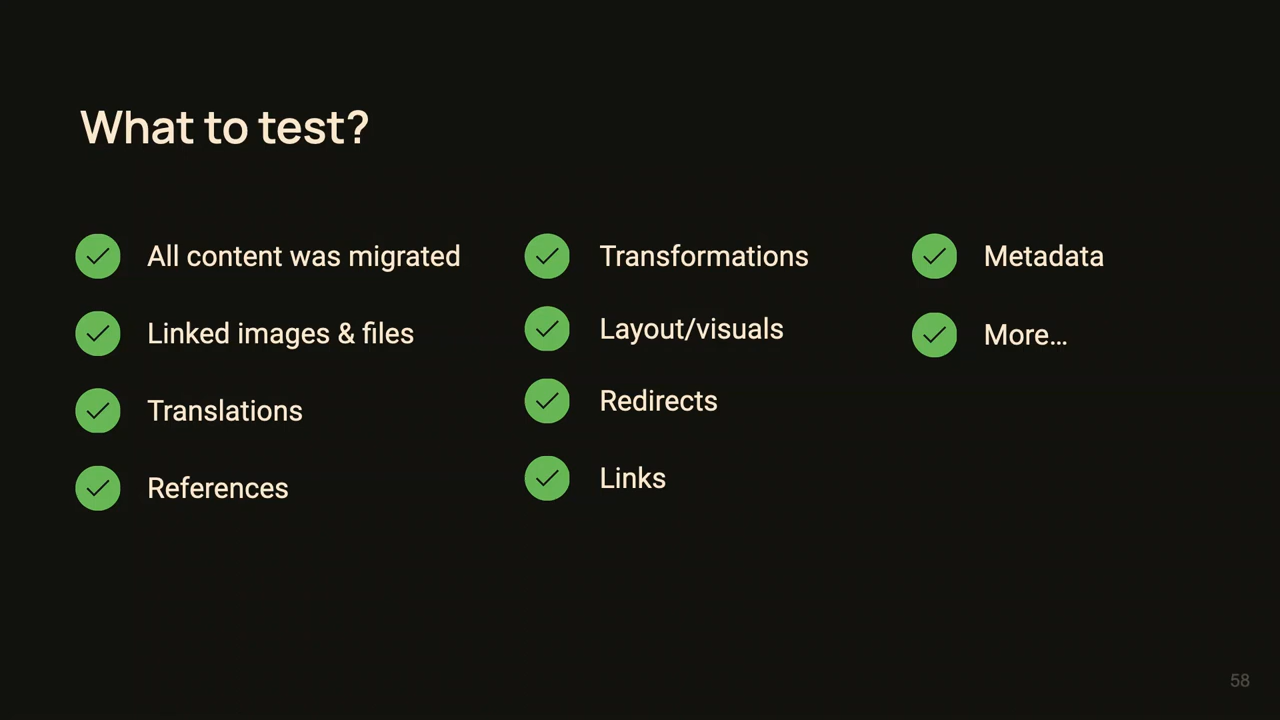 What to test?
All content was migrated
Linked images & files
Translations
References
Transformations
Layout/visuals
Redirects
Links
Metadata
More...
58